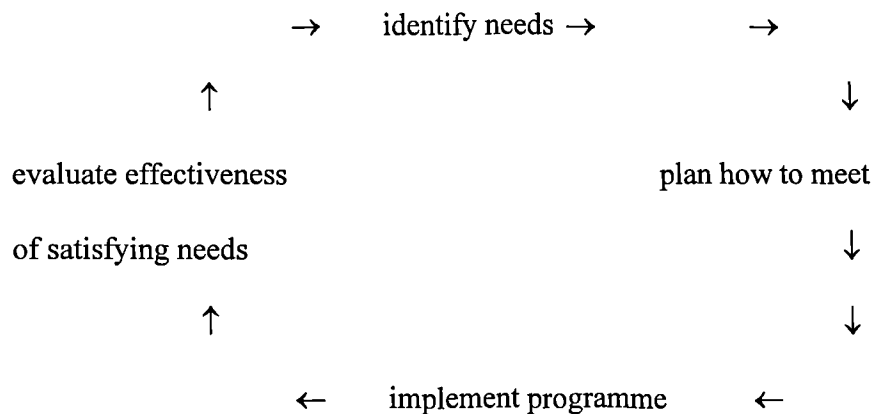 → identify needs → →
↑ ↓
evaluate effectiveness plan how to meet
of satisfying needs ↓
↑ ↓
← implement programme ←